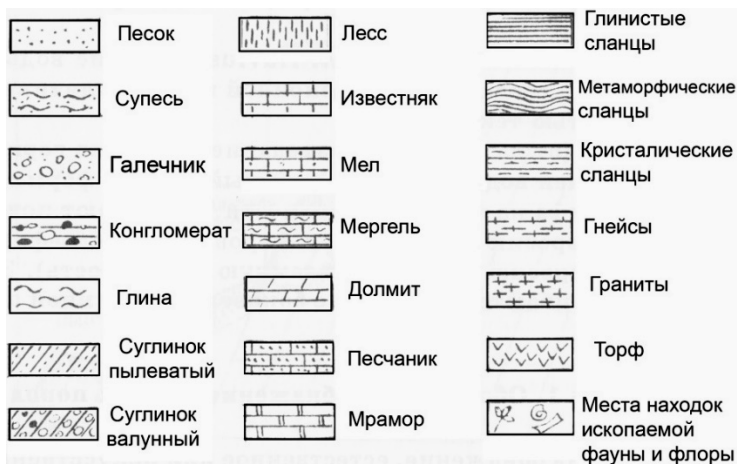 Песок
Супесь
Галечник
Конгломерат
Глина
Суглинок
пылеватый
Суглинок
валунный
Лесс
Известняк
Мел
Мергель
Долмит
Песчаник
Мрамор
Глинистые
сланцы
Метаморфические
сланцы
Кристалические
сланцы
Гнейсы
Граниты
Торф
Места находок
ископаемой
фауны и флоры